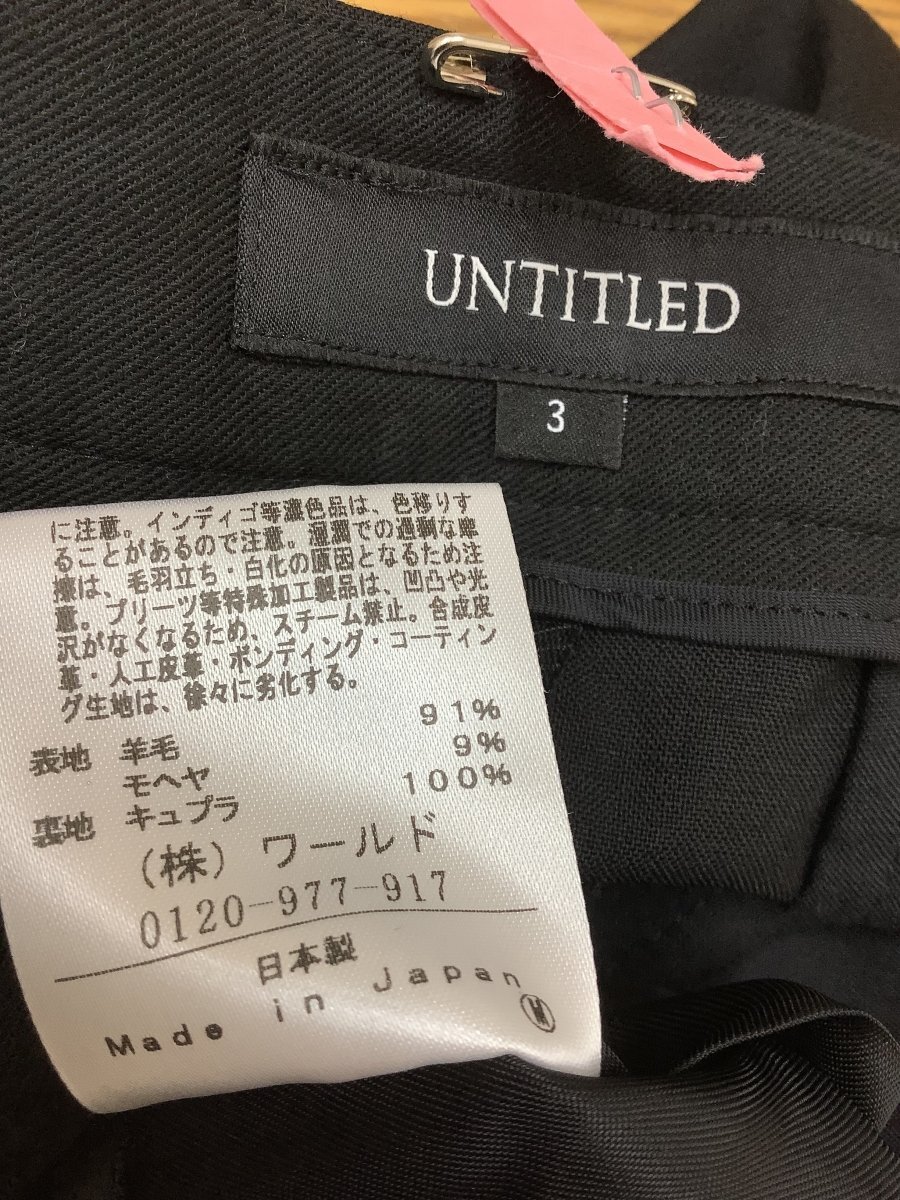 UNTITLED
3
に注意。インディゴ等濃色品は、色移りす
ることがあるので注意。湿潤での過剰な摩
擦は、毛羽立ち・白化の原因となるため注
意。プリーツ等特殊加工製品は、凹凸や光
沢がなくなるため、スチーム禁止。合成皮
革・人工皮革・ボンディング・コーティン
グ生地は、徐々に劣化する。
表地 羊毛 91%
モヘヤ 9%
裏地 キュプラ 100%
(株) ワールド
0120-977-917
日本製
Made in Japan
W